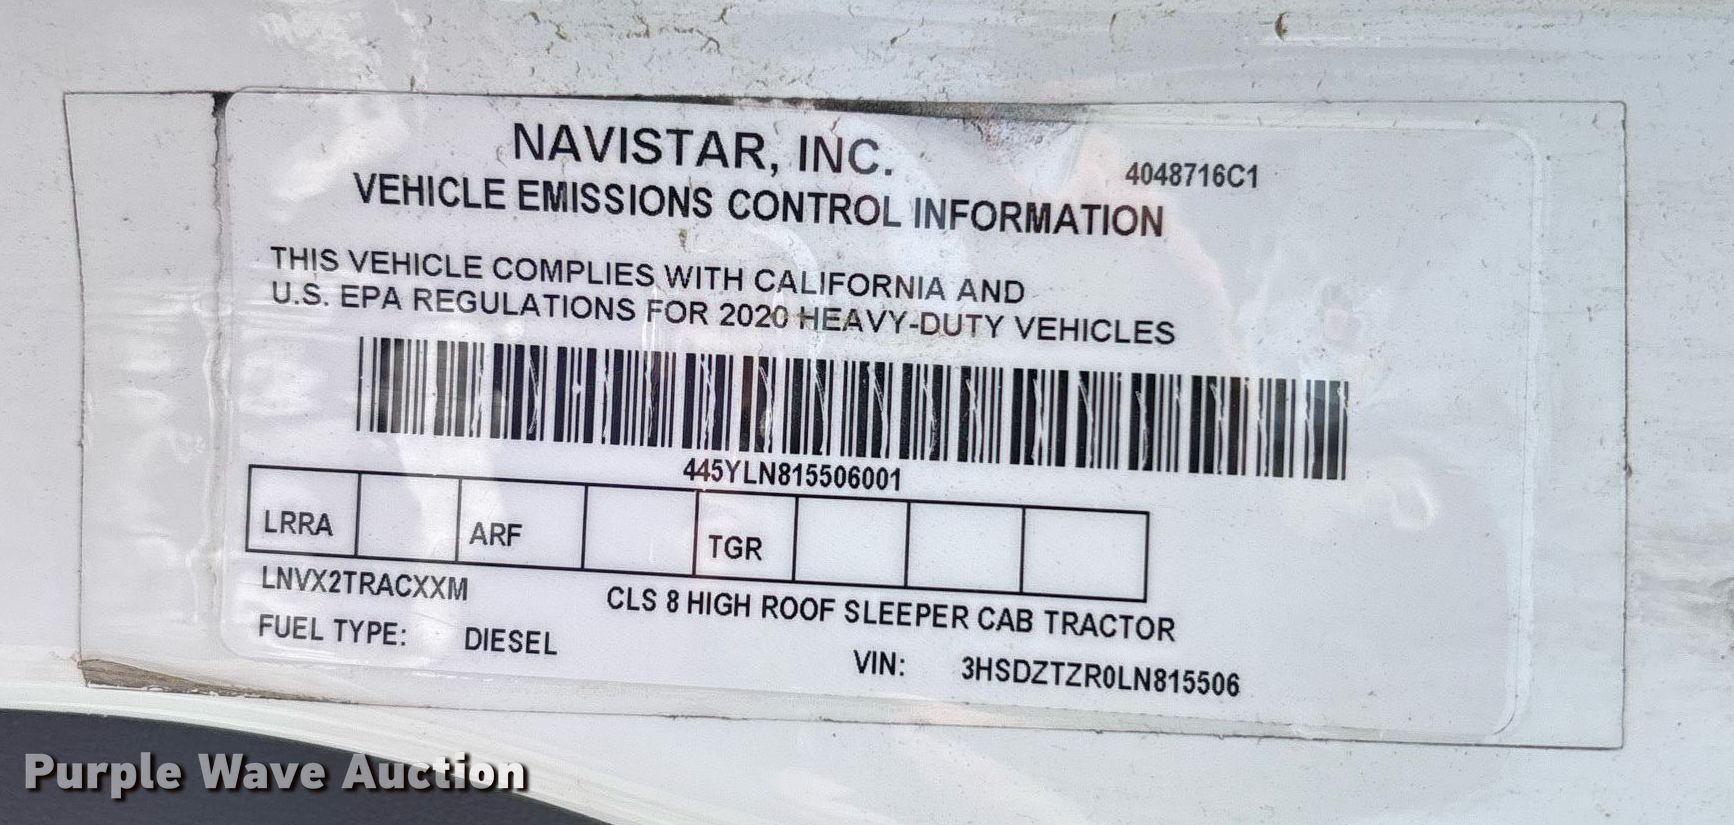 NAVISTAR, INC.
4048716C1
VEHICLE EMISSIONS CONTROL INFORMATION
THIS VEHICLE COMPLIES WITH CALIFORNIA AND
U.S. EPA REGULATIONS FOR 2020 HEAVY-DUTY VEHICLES
445YLN815506001
LRRA ARF TGR
LNVX2TRACXXM CLS 8 HIGH ROOF SLEEPER CAB TRACTOR
FUEL TYPE: DIESEL
VIN: 3HSDZTZR0LN815506
Purple Wave Auction